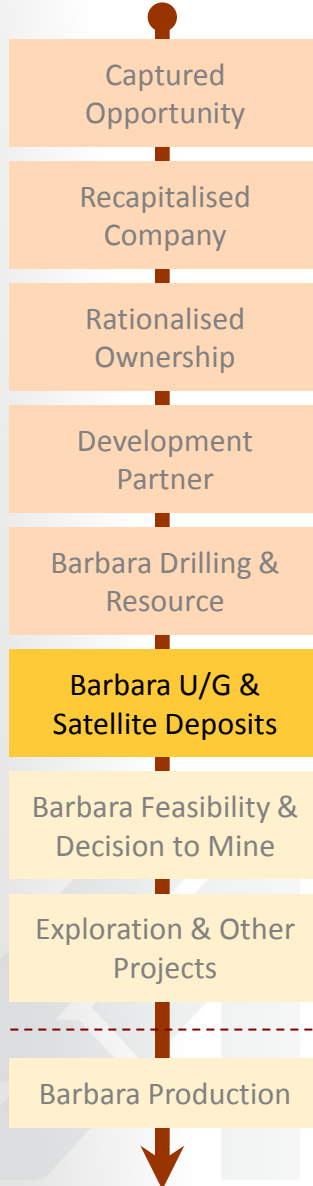 Captured
Opportunity
Recapitalised
Company
Rationalised
Ownership
Development
Partner
Barbara Drilling &
Resource
Barbara U/G &
Satellite Deposits
Barbara Feasibility &
Decision to Mine
Exploration & Other
Projects
Barbara Production